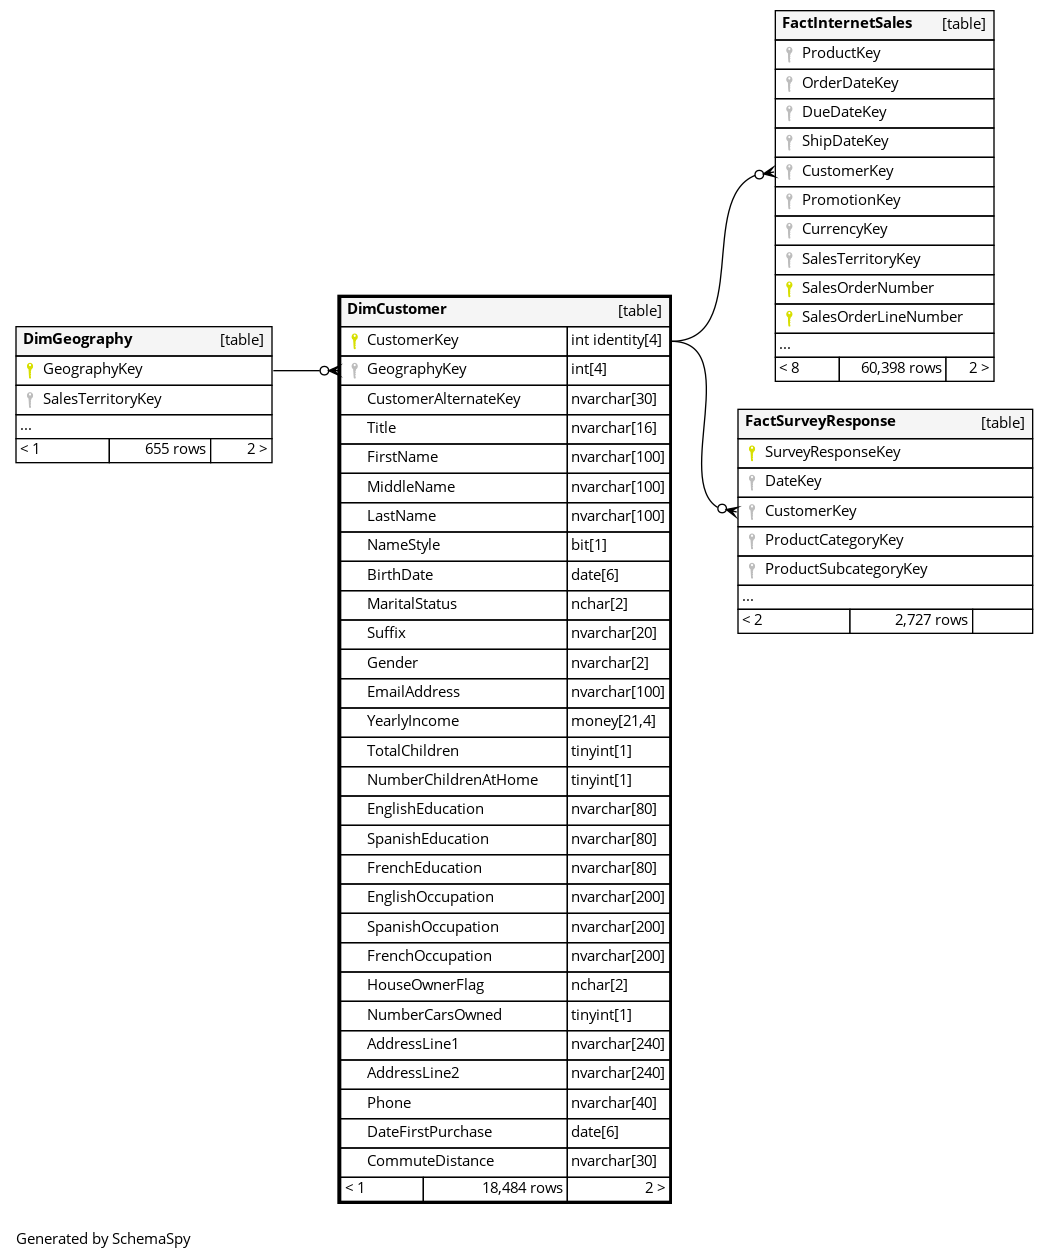 FactInternetSales [table]
ProductKey
OrderDateKey
DueDateKey
ShipDateKey
CustomerKey
PromotionKey
CurrencyKey
SalesTerritoryKey
SalesOrderNumber
SalesOrderLineNumber
...
< 8 60,398 rows 2 >
DimGeography [table]
GeographyKey
SalesTerritoryKey
...
< 1 655 rows 2 >
DimCustomer [table]
CustomerKey int identity[4]
GeographyKey int[4]
CustomerAlternateKey nvarchar[30]
Title nvarchar[16]
FirstName nvarchar[100]
MiddleName nvarchar[100]
LastName nvarchar[100]
NameStyle bit[1]
BirthDate date[6]
MaritalStatus nchar[2]
Suffix nvarchar[20]
Gender nvarchar[2]
EmailAddress nvarchar[100]
YearlyIncome money[21,4]
TotalChildren tinyint[1]
NumberChildrenAtHome tinyint[1]
EnglishEducation nvarchar[80]
SpanishEducation nvarchar[80]
FrenchEducation nvarchar[80]
EnglishOccupation nvarchar[200]
SpanishOccupation nvarchar[200]
FrenchOccupation nvarchar[200]
HouseOwnerFlag nchar[2]
NumberCarsOwned tinyint[1]
AddressLine1 nvarchar[240]
AddressLine2 nvarchar[240]
Phone nvarchar[40]
DateFirstPurchase date[6]
CommuteDistance nvarchar[30]
< 1 18,484 rows 2 >
FactSurveyResponse [table]
SurveyResponseKey
DateKey
CustomerKey
ProductCategoryKey
ProductSubcategoryKey
...
< 2 2,727 rows
Generated by SchemaSpy